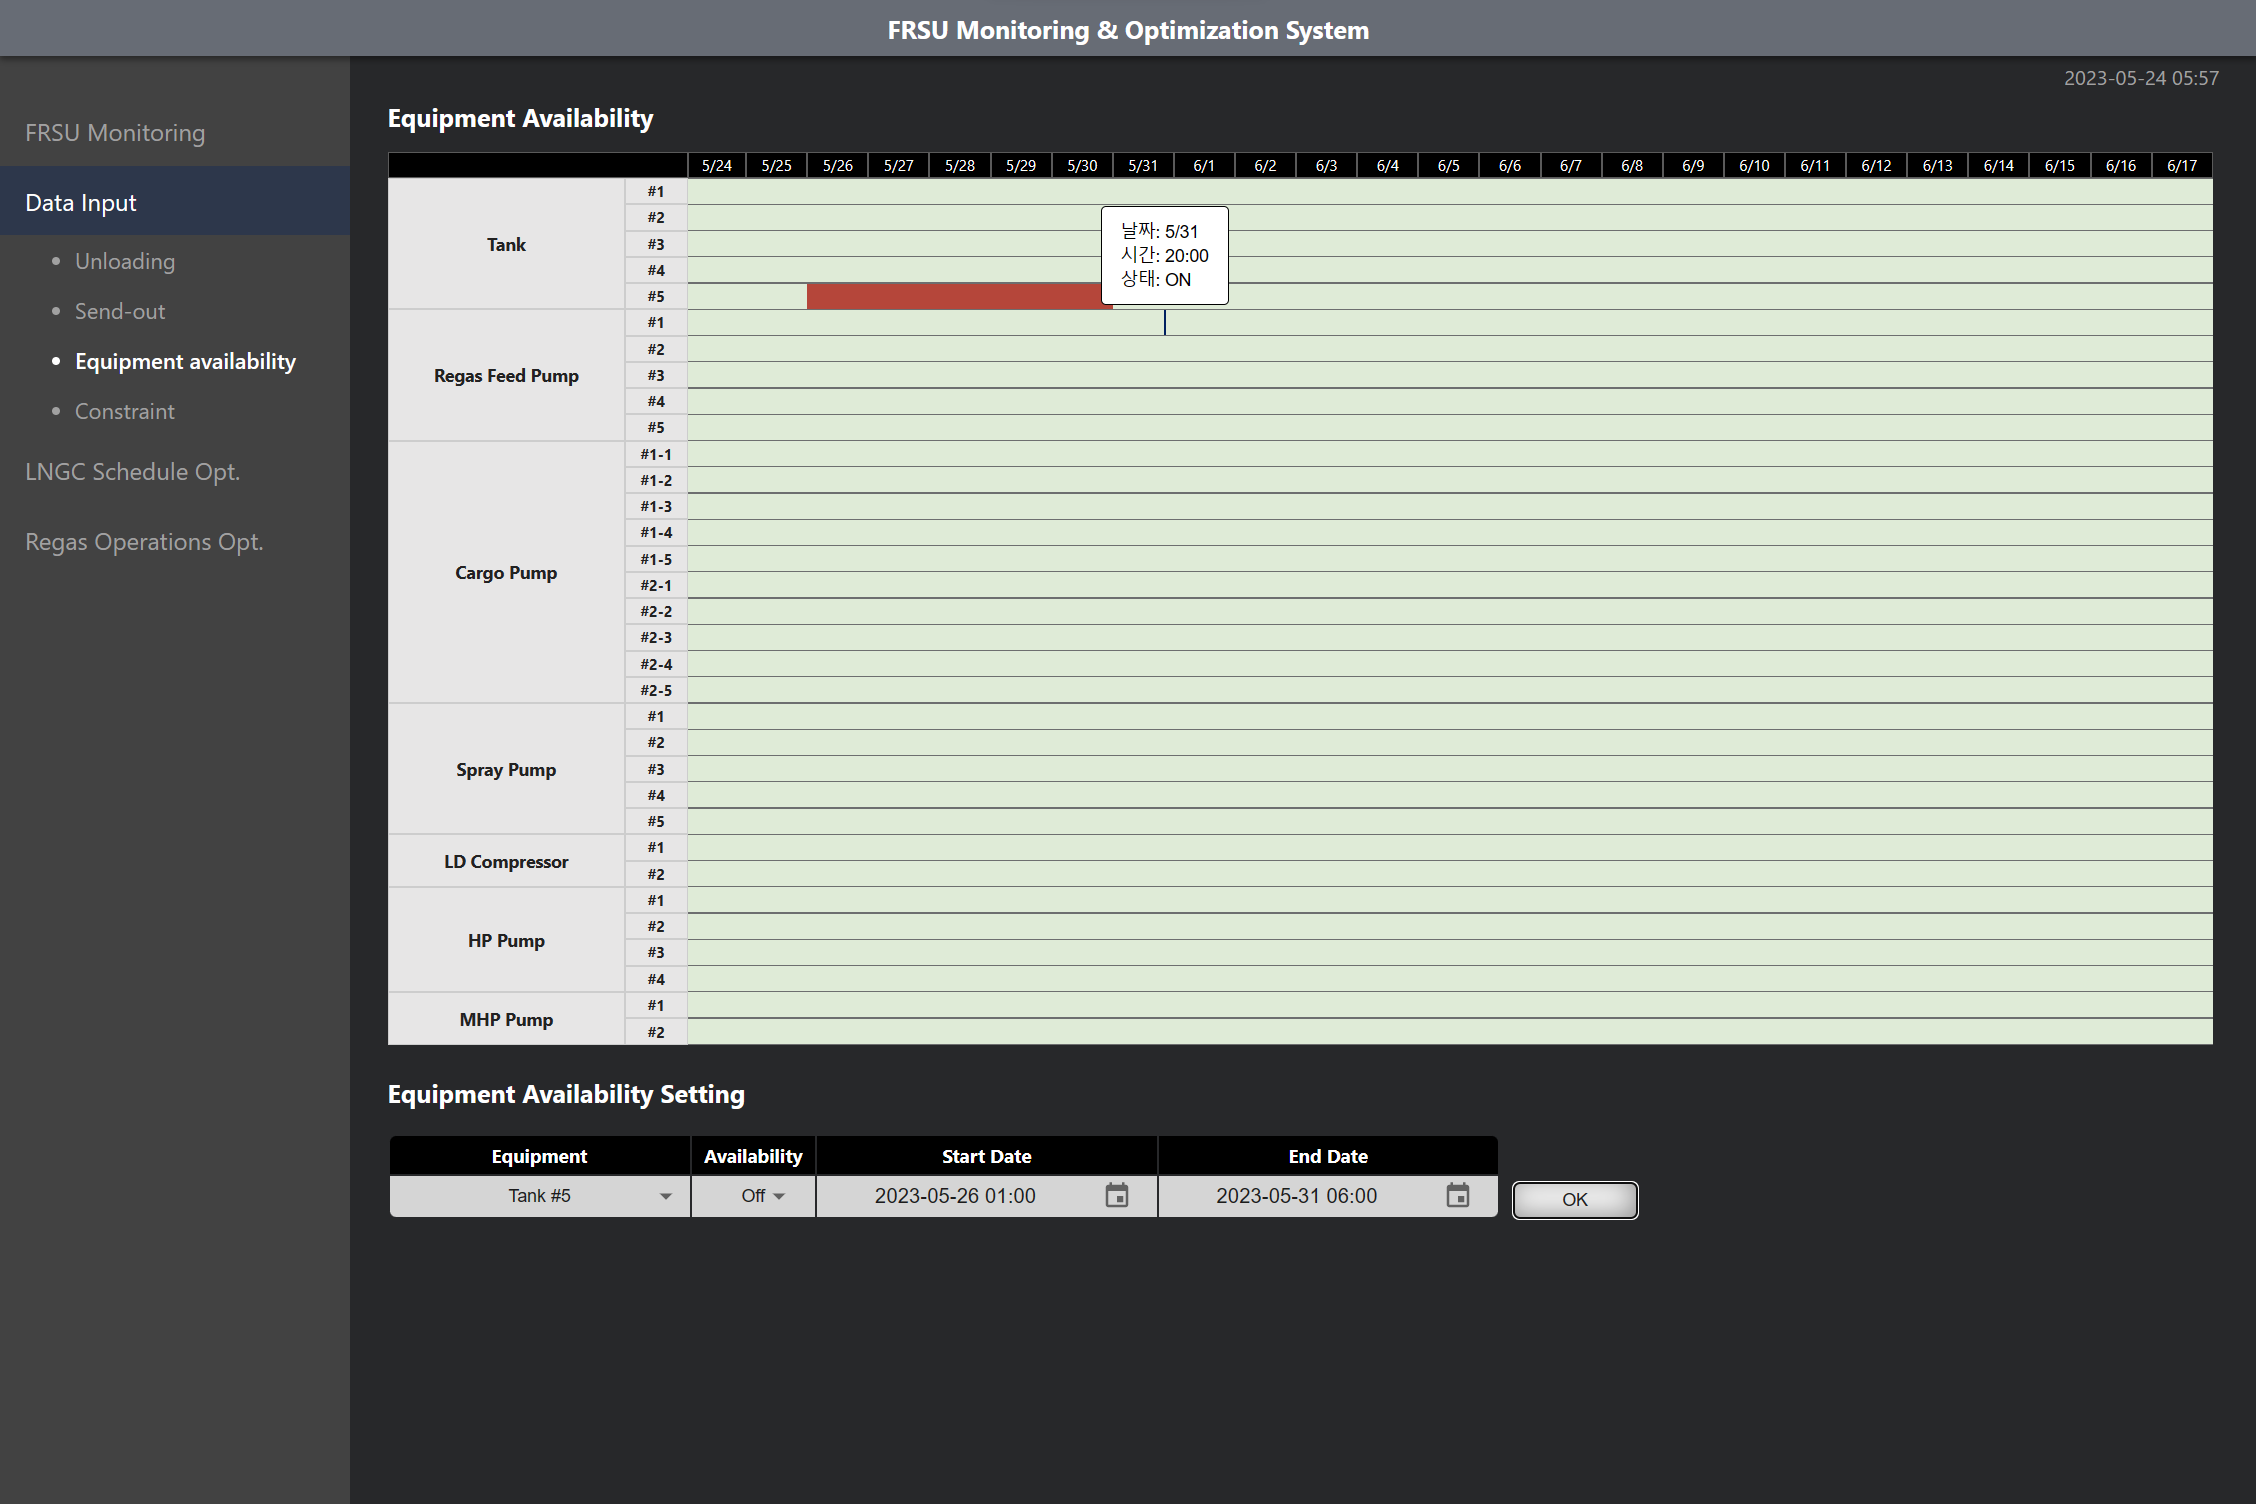 FRSU Monitoring & Optimization System
2023-05-24 05:57
FRSU Monitoring
Data Input
Unloading
Send-out
Equipment availability
Constraint
LNGC Schedule Opt.
Regas Operations Opt.
Equipment Availability
5/24 5/25 5/26 5/27 5/28 5/29 5/30 5/31 6/1 6/2 6/3 6/4 6/5 6/6 6/7 6/8 6/9 6/10 6/11 6/12 6/13 6/14 6/15 6/16 6/17
Tank
#1
#2
#3
#4
#5
날짜: 5/31
시간: 20:00
상태: ON
Regas Feed Pump
#1
#2
#3
#4
#5
Cargo Pump
#1-1
#1-2
#1-3
#1-4
#1-5
#2-1
#2-2
#2-3
#2-4
#2-5
Spray Pump
#1
#2
#3
#4
#5
LD Compressor
#1
#2
HP Pump
#1
#2
#3
#4
MHP Pump
#1
#2
Equipment Availability Setting
Equipment Availability Start Date End Date
Tank #5 Off 2023-05-26 01:00 2023-05-31 06:00 OK